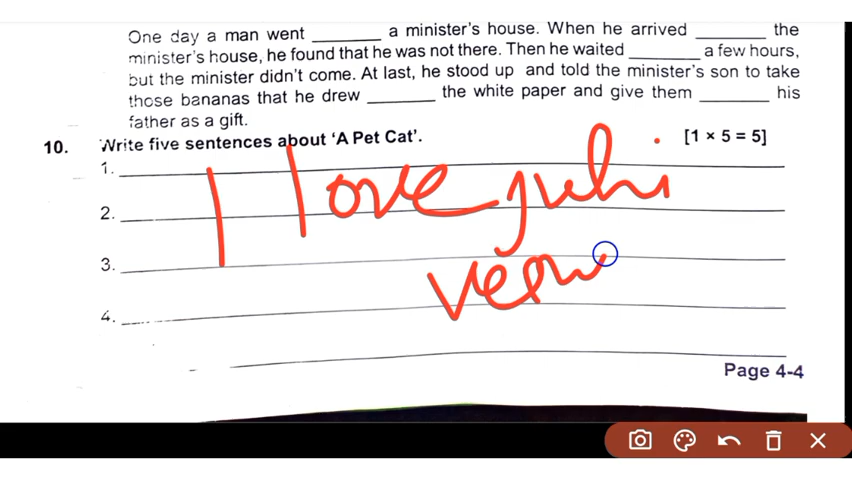 One day a man went ________ a minister's house. When he arrived ________ the
minister's house, he found that he was not there. Then he waited ________ a few hours,
but the minister didn't come. At last, he stood up and told the minister's son to take
those bananas that he drew ________ the white paper and give them ________ his
father as a gift.
10. Write five sentences about 'A Pet Cat'. [1 × 5 = 5]
1.
I love juhi
2.
3.
4.
Page 4-4